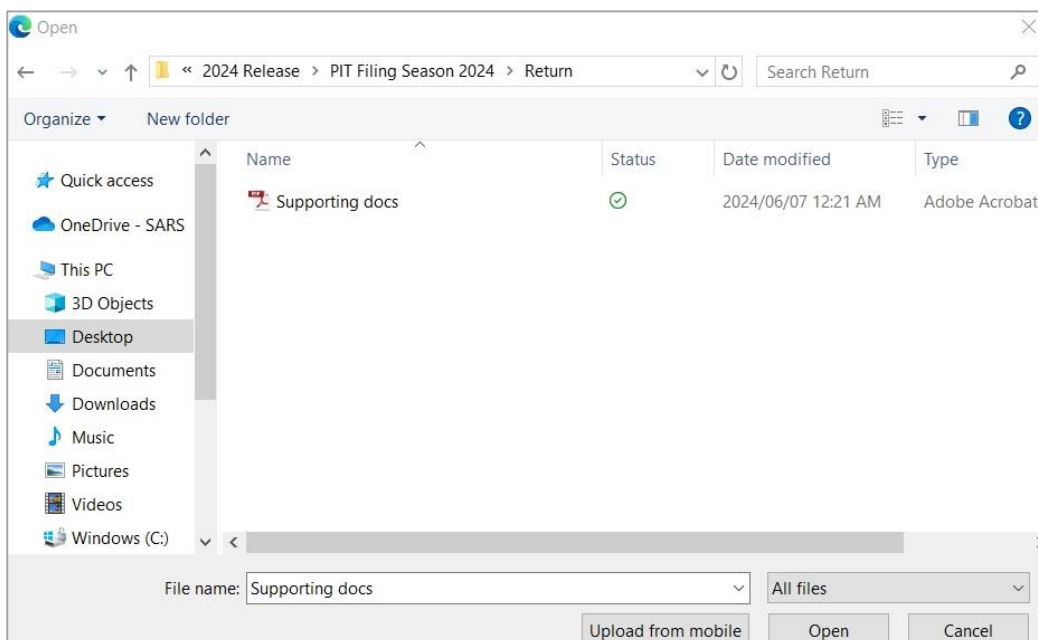 Open
« 2024 Release > PIT Filing Season 2024 > Return
Search Return
Organize
New folder
?
Name
Status
Date modified
Type
Quick access
OneDrive - SARS
This PC
3D Objects
Desktop
Documents
Downloads
Music
Pictures
Videos
Windows (C:)
PDF
Supporting docs
2024/06/07 12:21 AM
Adobe Acrobat
File name:
Supporting docs
All files
Upload from mobile
Open
Cancel